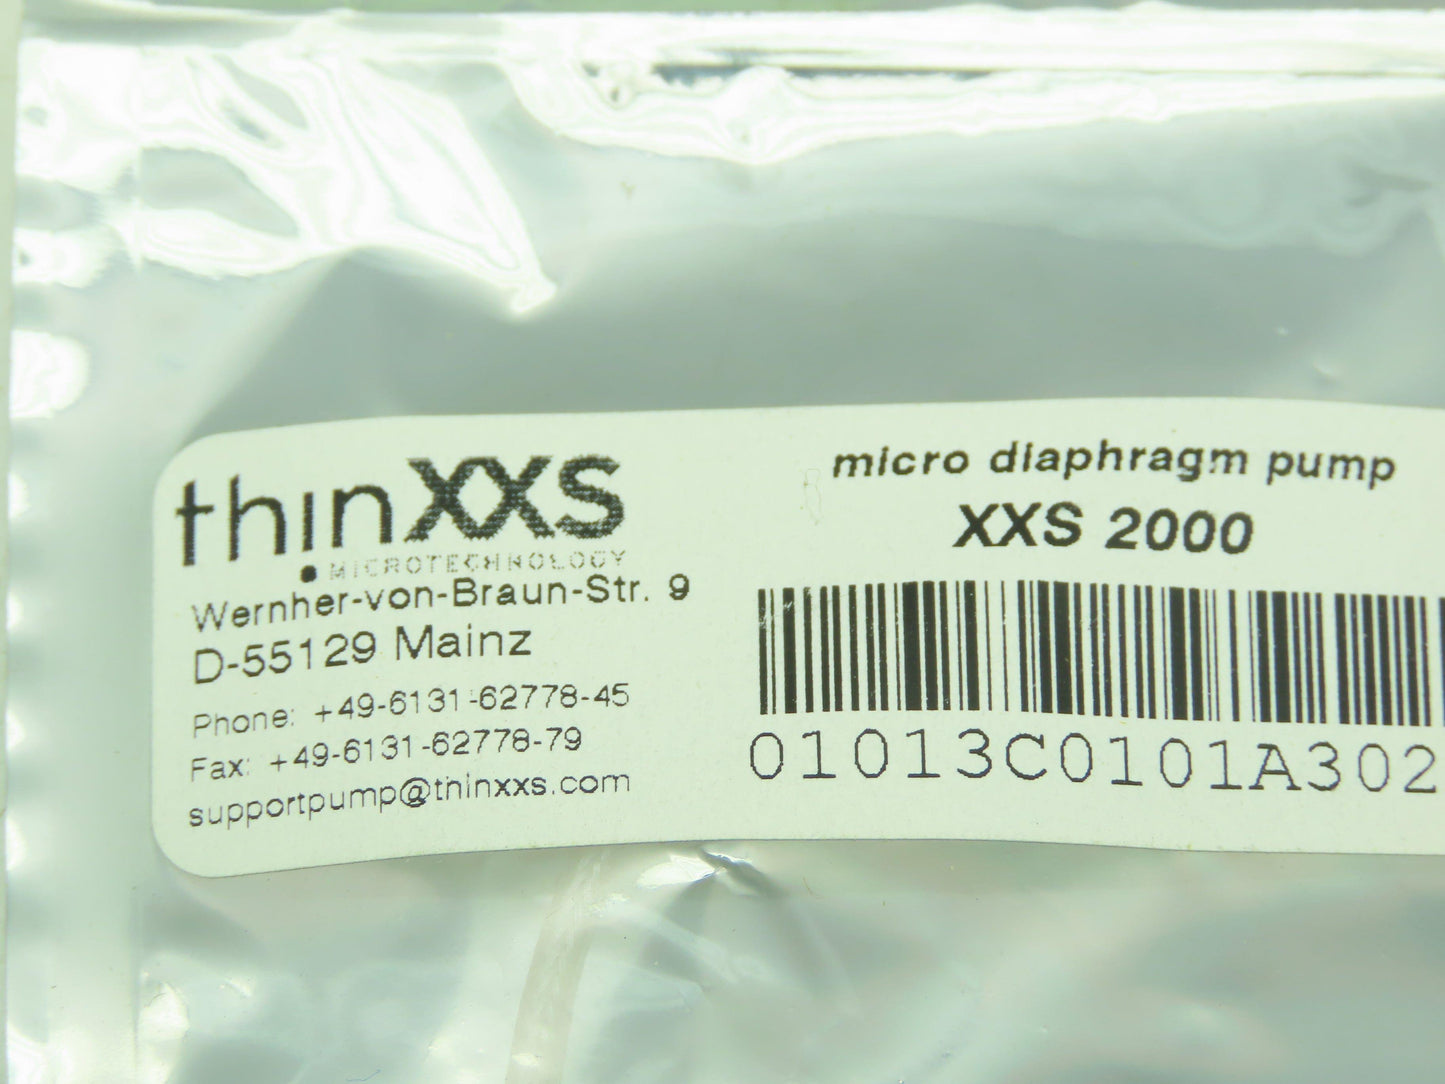 thinXXS
MICROTECHNOLOGY
Wernher-von-Braun-Str. 9
D-55129 Mainz
Phone: +49-6131-62778-45
Fax: +49-6131-62778-79
supportpump@thinxxs.com
micro diaphragm pump
XXS 2000
01013C0101A302